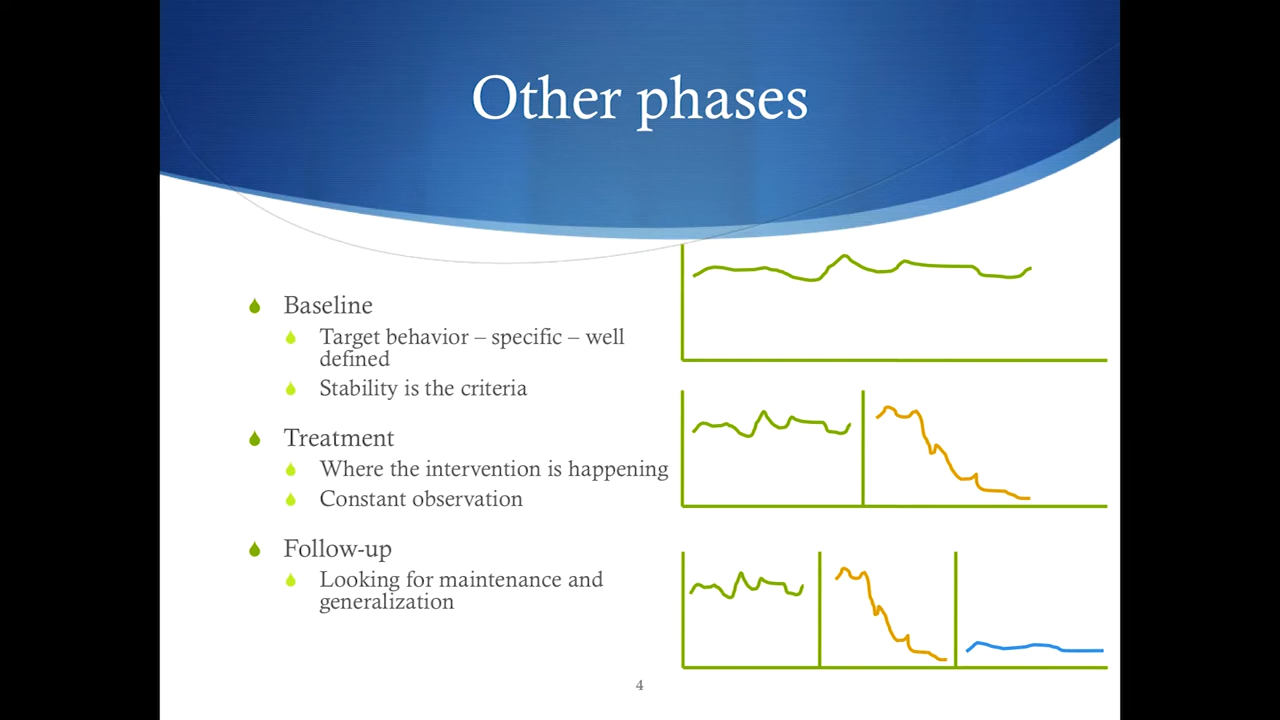 Other phases
Baseline
Target behavior – specific – well
defined
Stability is the criteria
Treatment
Where the intervention is happening
Constant observation
Follow-up
Looking for maintenance and
generalization
4